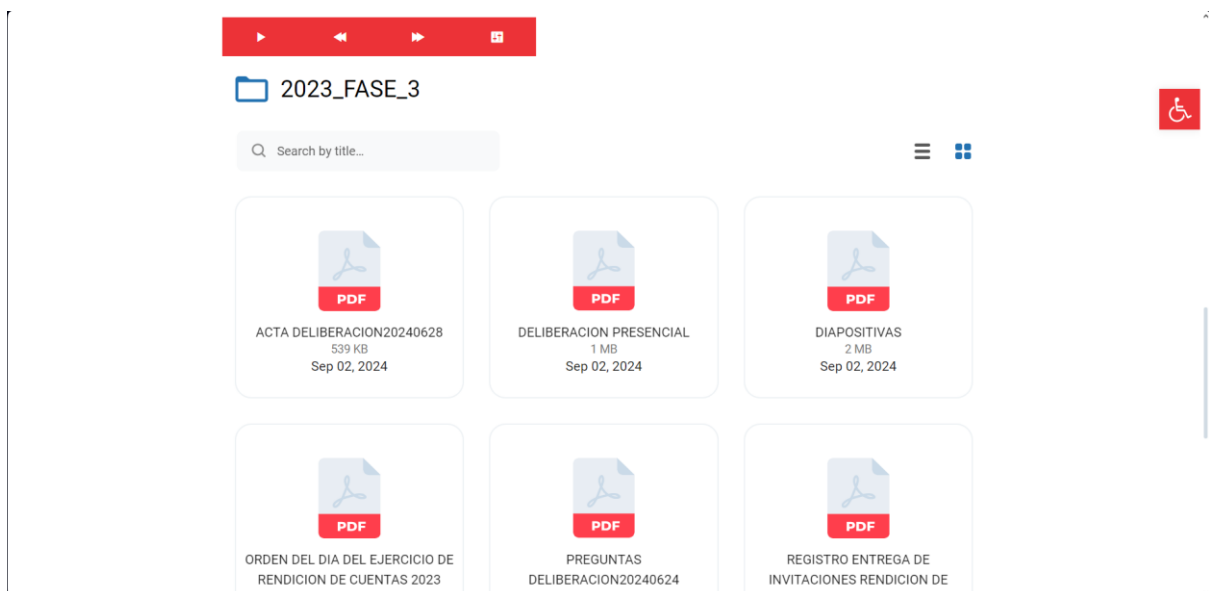 2023_FASE_3
Search by title...
PDF
PDF
PDF
ACTA DELIBERACION20240628
DELIBERACION PRESENCIAL
DIAPOSITIVAS
539 KB
1 MB
2 MB
Sep 02, 2024
Sep 02, 2024
Sep 02, 2024
PDF
PDF
PDF
ORDEN DEL DIA DEL EJERCICIO DE
PREGUNTAS
REGISTRO ENTREGA DE
RENDICION DE CUENTAS 2023
DELIBERACION20240624
INVITACIONES RENDICION DE